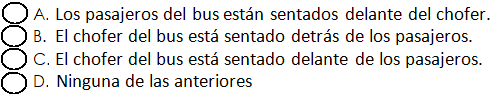 A. Los pasajeros del bus están sentados delante del chofer.
B. El chofer del bus está sentado detrás de los pasajeros.
C. El chofer del bus está sentado delante de los pasajeros.
D. Ninguna de las anteriores